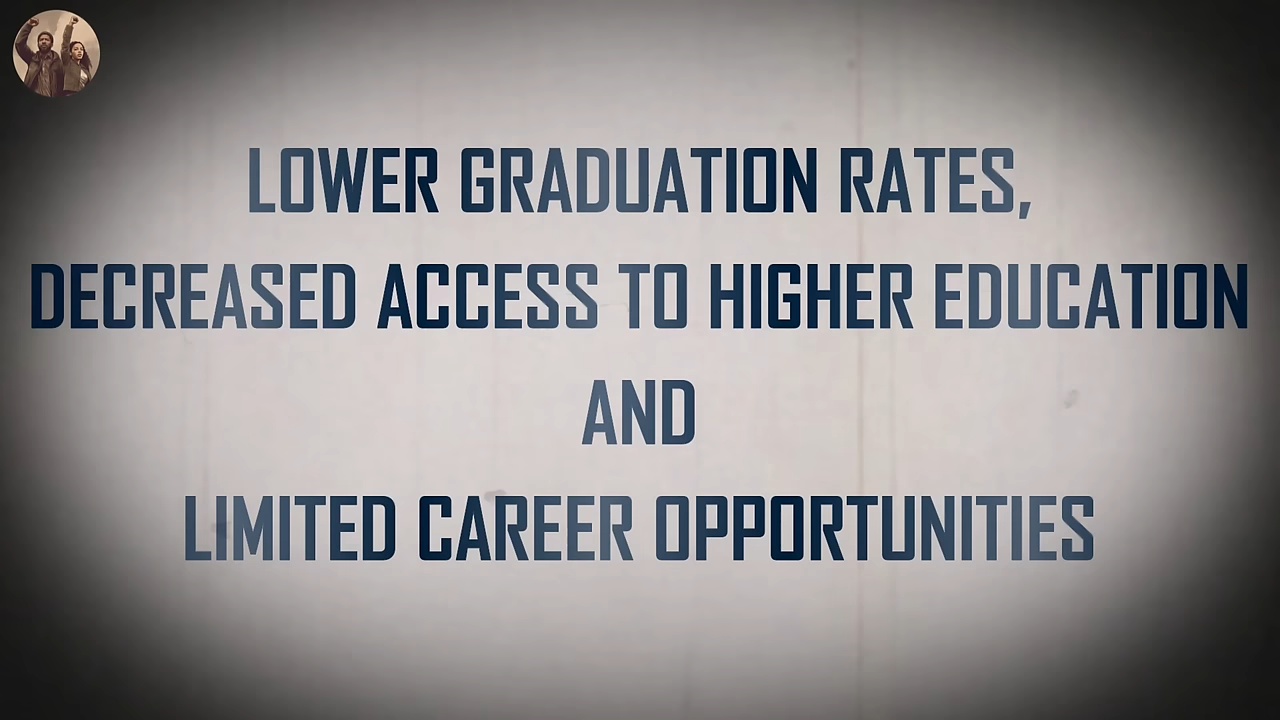 LOWER GRADUATION RATES,
DECREASED ACCESS TO HIGHER EDUCATION
AND
LIMITED CAREER OPPORTUNITIES